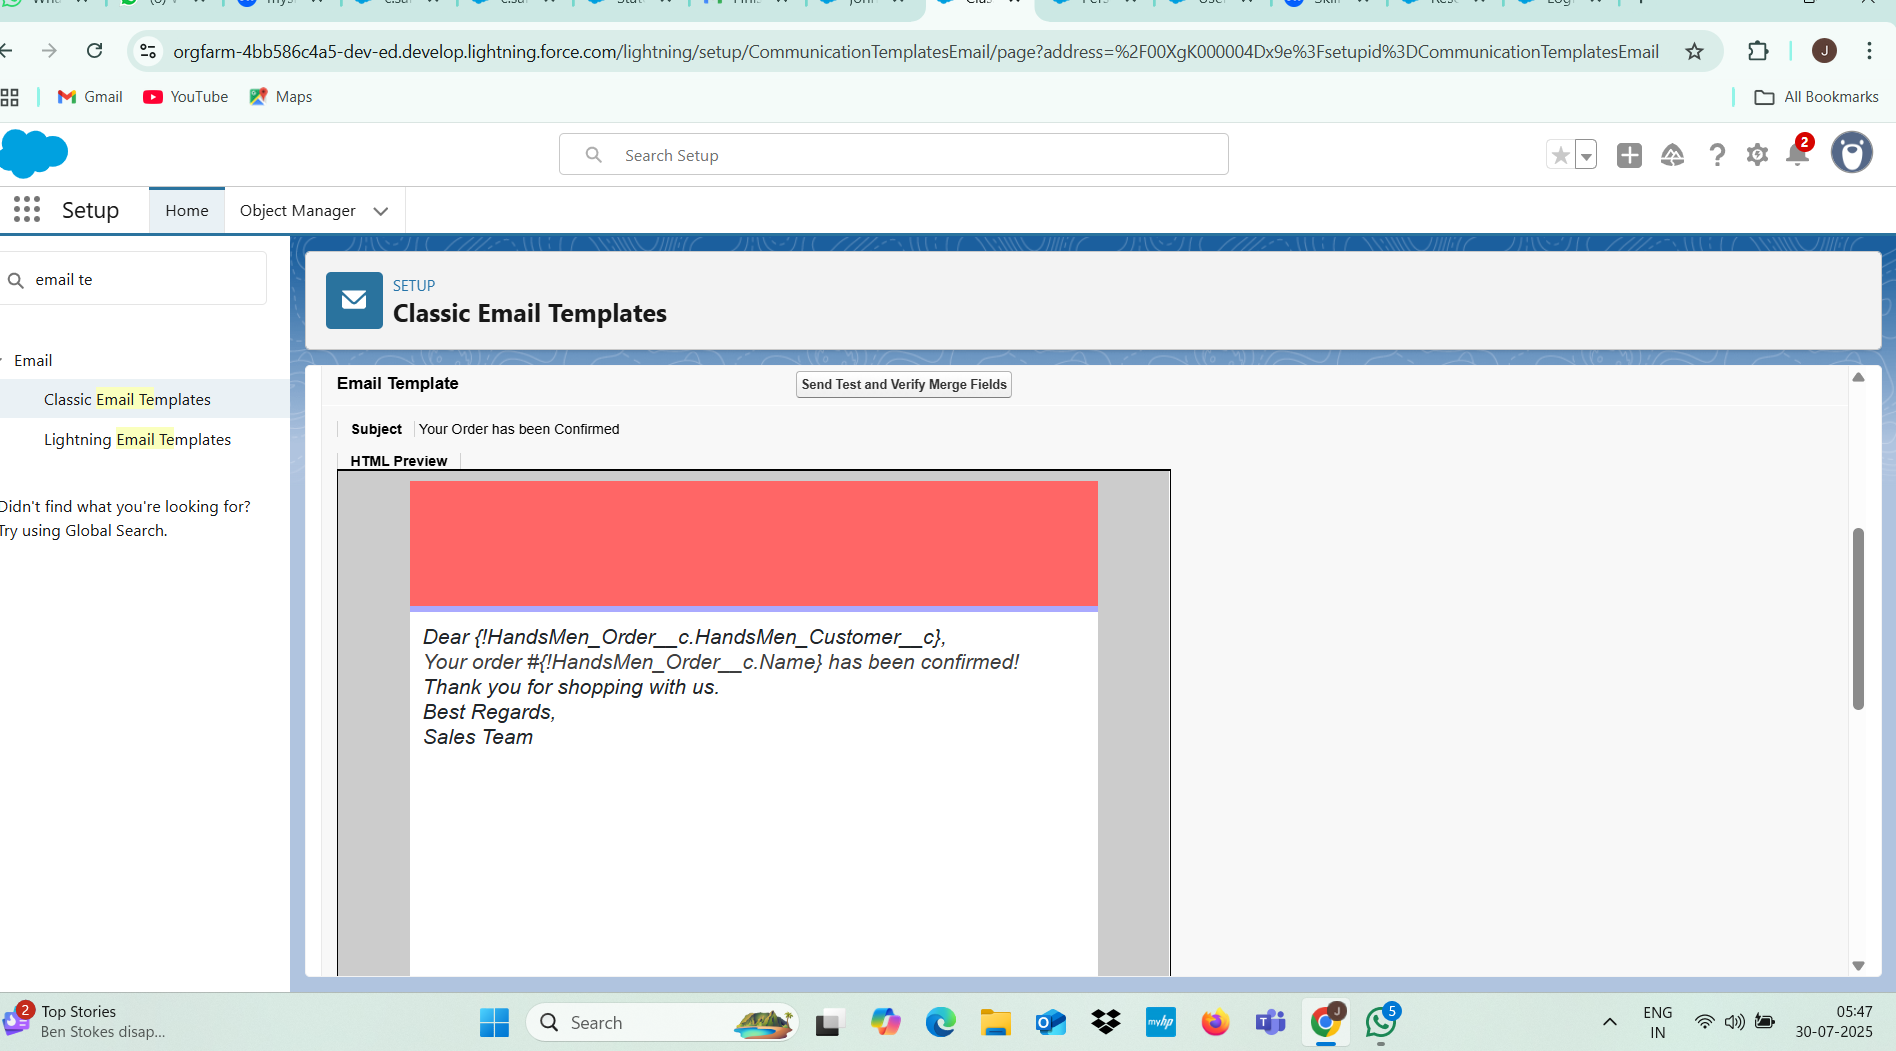 orgfarm-4bb586c4a5-dev-ed.develop.lightning.force.com/lightning/setup/CommunicationTemplatesEmail/page?address=%2F00XgK000004Dx9e%3Fsetupid%3DCommunicationTemplatesEmail
J
Gmail
YouTube
Maps
All Bookmarks
Search Setup
2
Setup
Home
Object Manager
email te
SETUP
Classic Email Templates
Email
Classic Email Templates
Lightning Email Templates
Didn't find what you're looking for?
Try using Global Search.
Email Template
Send Test and Verify Merge Fields
Subject
Your Order has been Confirmed
HTML Preview
Dear {!HandsMen_Order__c.HandsMen_Customer__c},
Your order #{!HandsMen_Order__c.Name} has been confirmed!
Thank you for shopping with us.
Best Regards,
Sales Team
2
Top Stories
Ben Stokes disap...
Search
myhp
J
5
ENG
IN
05:47
30-07-2025